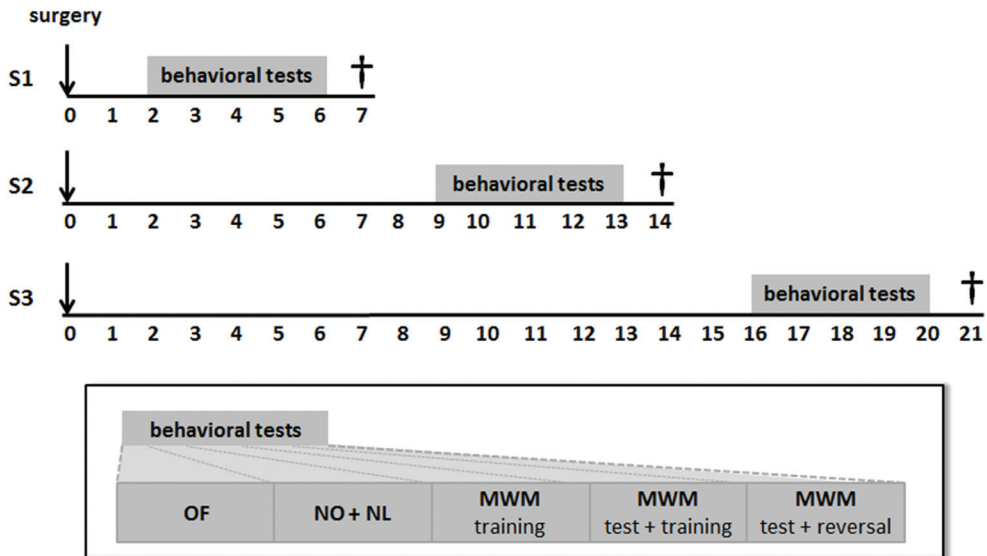 surgery
S1
behavioral tests
0 1 2 3 4 5 6 7
S2
behavioral tests
0 1 2 3 4 5 6 7 8 9 10 11 12 13 14
S3
behavioral tests
0 1 2 3 4 5 6 7 8 9 10 11 12 13 14 15 16 17 18 19 20 21
behavioral tests
OF
NO + NL
MWM
training
MWM
test + training
MWM
test + reversal